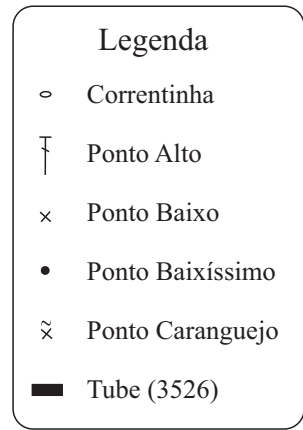 Legenda
Correntinha
Ponto Alto
Ponto Baixo
Ponto Baixíssimo
Ponto Caranguejo
Tube (3526)